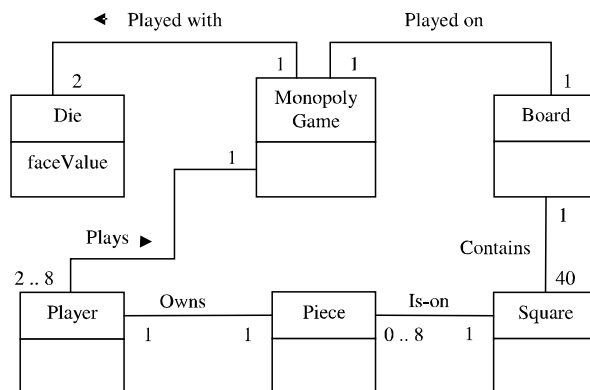 Played with
Played on
2
1
1
1
Die
Monopoly
Game
Board
faceValue
1
1
Plays
Contains
2 .. 8
40
Player
Owns
Piece
Is-on
Square
1
1
0 .. 8
1